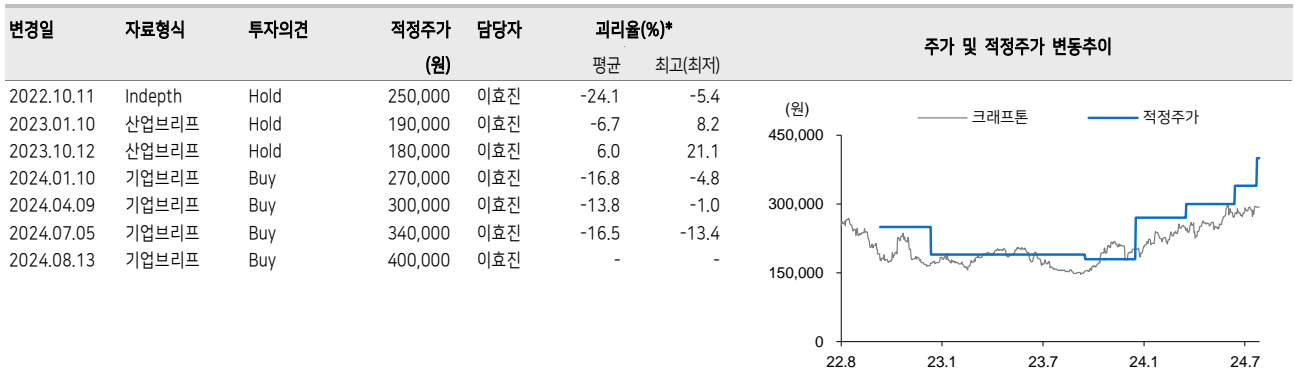 변경일 자료형식 투자의견 적정주가 담당자 괴리율(%)* 주가 및 적정주가 변동추이
(원) 평균 최고(최저)
2022.10.11 Indepth Hold 250,000 이효진 -24.1 -5.4
2023.01.10 산업브리프 Hold 190,000 이효진 -6.7 8.2
2023.10.12 산업브리프 Hold 180,000 이효진 6.0 21.1
2024.01.10 기업브리프 Buy 270,000 이효진 -16.8 -4.8
2024.04.09 기업브리프 Buy 300,000 이효진 -13.8 -1.0
2024.07.05 기업브리프 Buy 340,000 이효진 -16.5 -13.4
2024.08.13 기업브리프 Buy 400,000 이효진 - -
(원) 크래프톤 적정주가
450,000
300,000
150,000
0
22.8 23.1 23.7 24.1 24.7